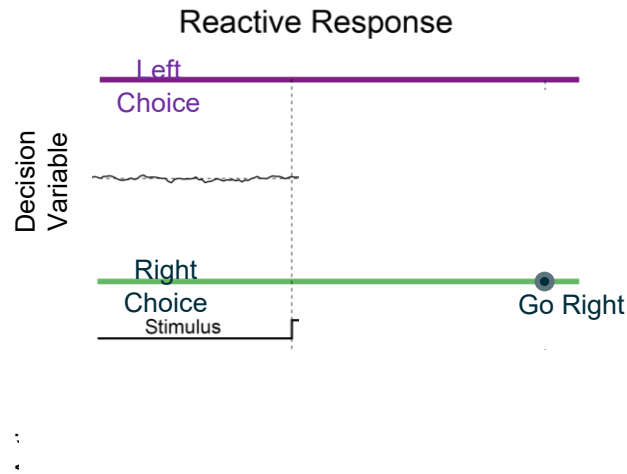 Reactive Response
Left
Choice
Decision
Variable
Right
Choice
Go Right
Stimulus